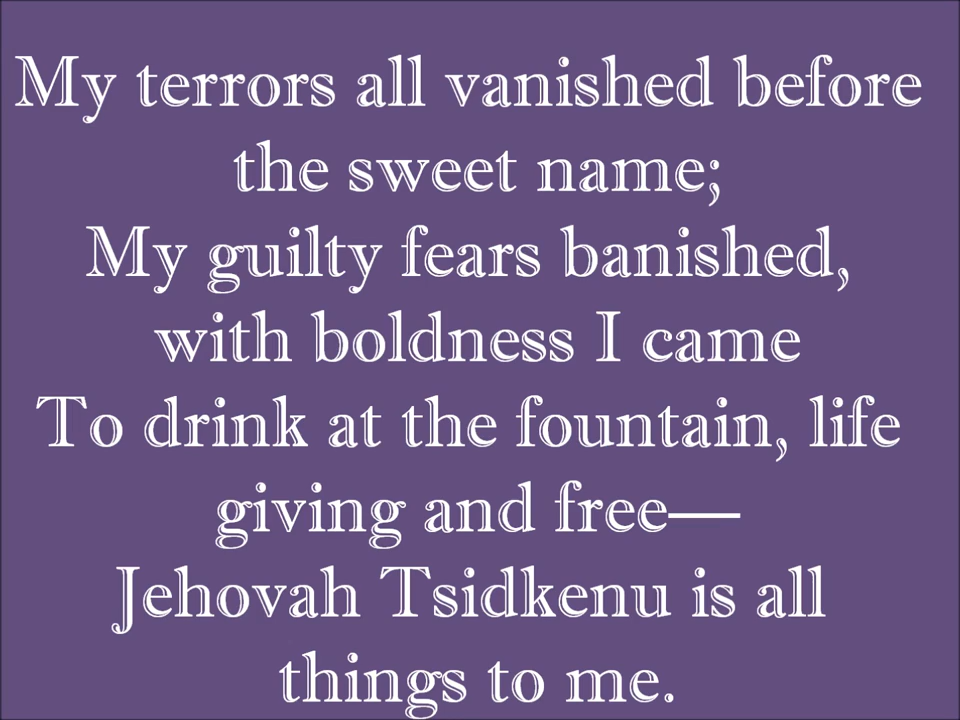 My terrors all vanished before
the sweet name;
My guilty fears banished,
with boldness I came
To drink at the fountain, life
giving and free—
Jehovah Tsidkenu is all
things to me.